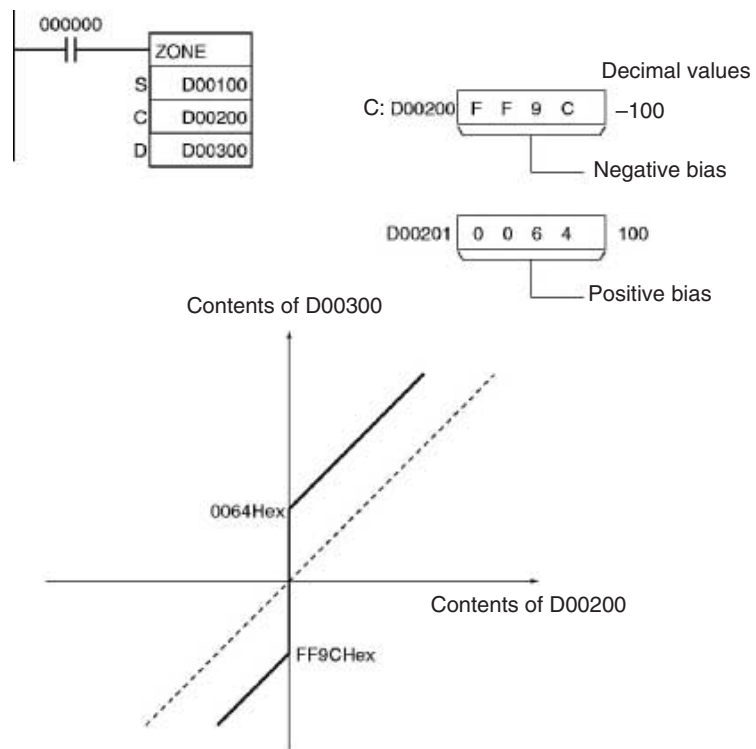 000000
ZONE
S D00100
C D00200
D D00300
Decimal values
C: D00200 F F 9 C –100
Negative bias
D00201 0 0 6 4 100
Positive bias
Contents of D00300
0064Hex
Contents of D00200
FF9CHex